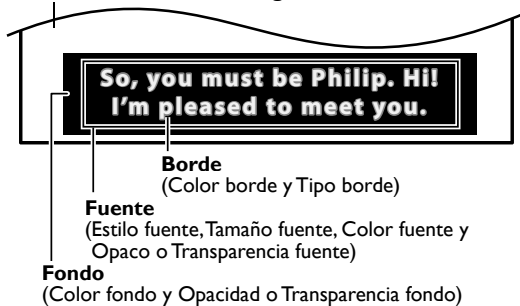 So, you must be Philip. Hi!
I'm pleased to meet you.
Borde
(Color borde y Tipo borde)
Fuente
(Estilo fuente, Tamaño fuente, Color fuente y
Opaco o Transparencia fuente)
Fondo
(Color fondo y Opacidad o Transparencia fondo)